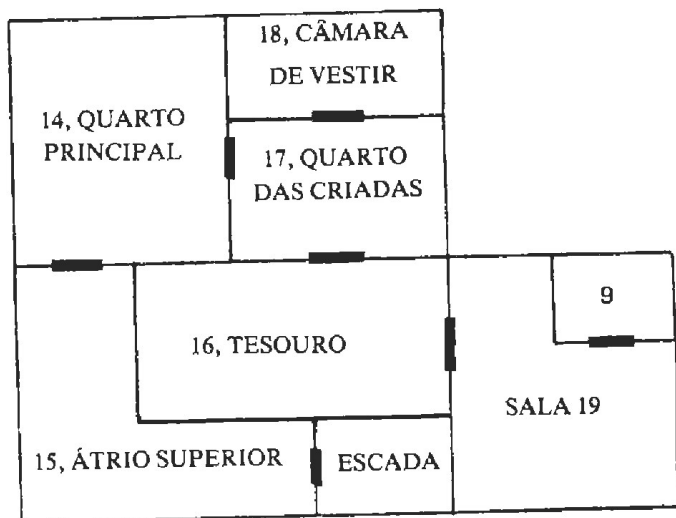 18, CÂMARA
DE VESTIR
14, QUARTO
PRINCIPAL
17, QUARTO
DAS CRIADAS
9
16, TESOURO
SALA 19
15, ÁTRIO SUPERIOR
ESCADA